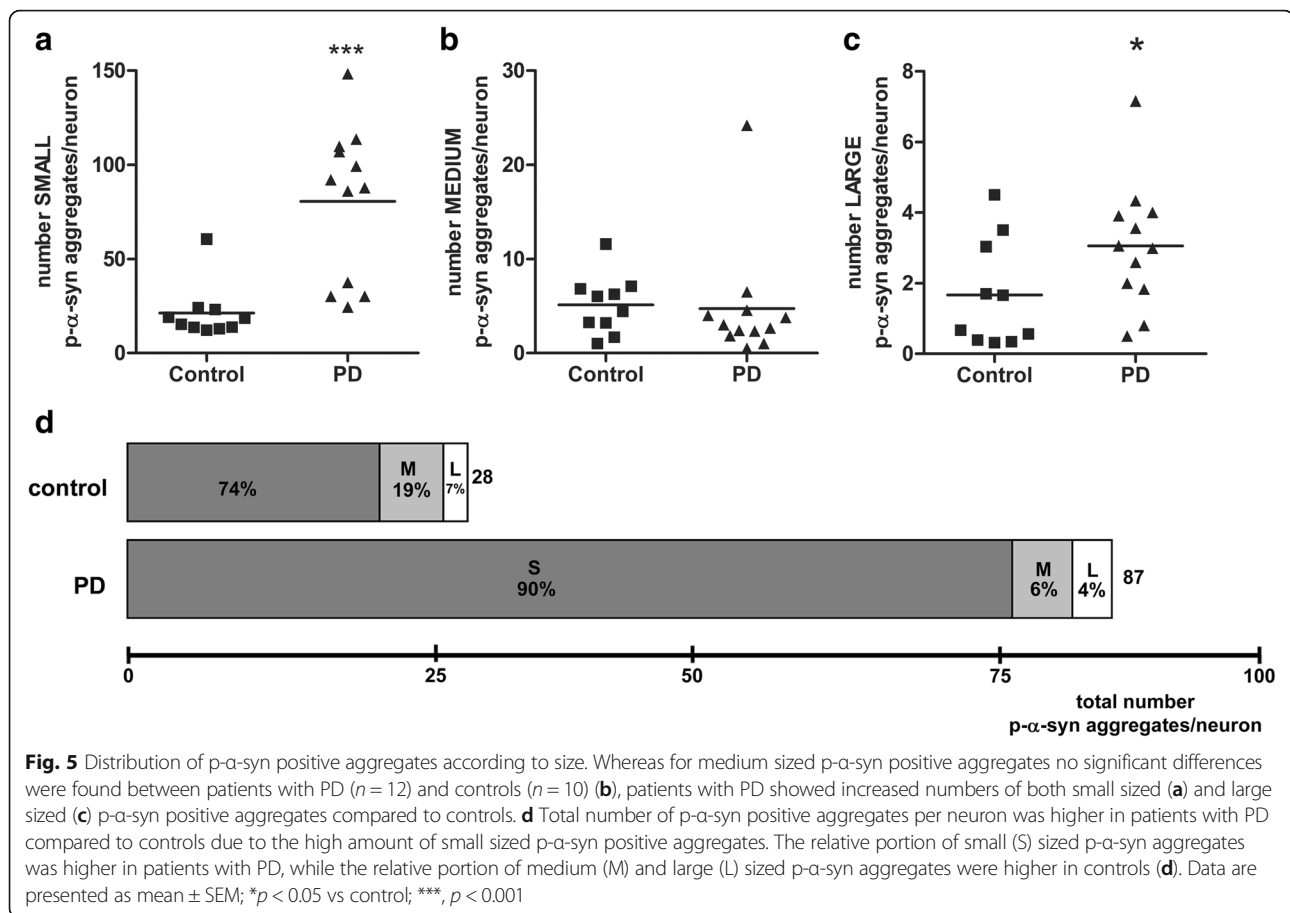 a
b
c
***
*
number SMALL
p-α-syn aggregates/neuron
150
100
50
0
Control
PD
number MEDIUM
p-α-syn aggregates/neuron
30
20
10
0
Control
PD
number LARGE
p-α-syn aggregates/neuron
8
6
4
2
0
Control
PD
d
control
74%
M
19%
L
7%
28
PD
S
90%
M
6%
L
4%
87
0
25
50
75
100
total number
p-α-syn aggregates/neuron
Fig. 5 Distribution of p-α-syn positive aggregates according to size. Whereas for medium sized p-α-syn positive aggregates no significant differences
were found between patients with PD (n = 12) and controls (n = 10) (b), patients with PD showed increased numbers of both small sized (a) and large
sized (c) p-α-syn positive aggregates compared to controls. d Total number of p-α-syn positive aggregates per neuron was higher in patients with PD
compared to controls due to the high amount of small sized p-α-syn positive aggregates. The relative portion of small (S) sized p-α-syn aggregates
was higher in patients with PD, while the relative portion of medium (M) and large (L) sized p-α-syn aggregates were higher in controls (d). Data are
presented as mean ± SEM; *p < 0.05 vs control; ***, p < 0.001